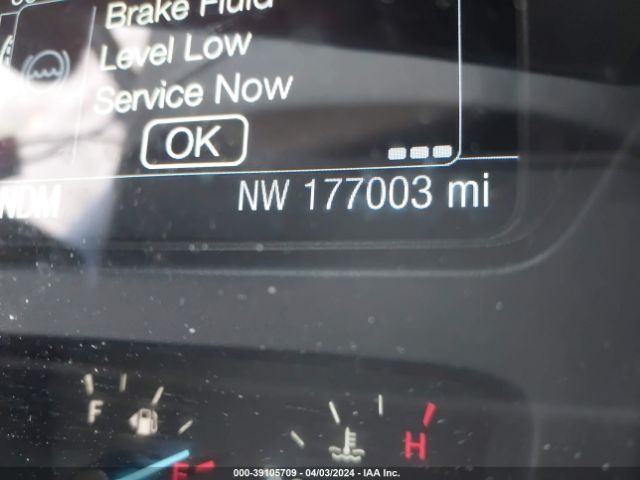 Brake Fluid
Level Low
Service Now
OK
NW 177003 mi
F
H
E
000-39105709 - 04/03/2024 - IAA Inc.